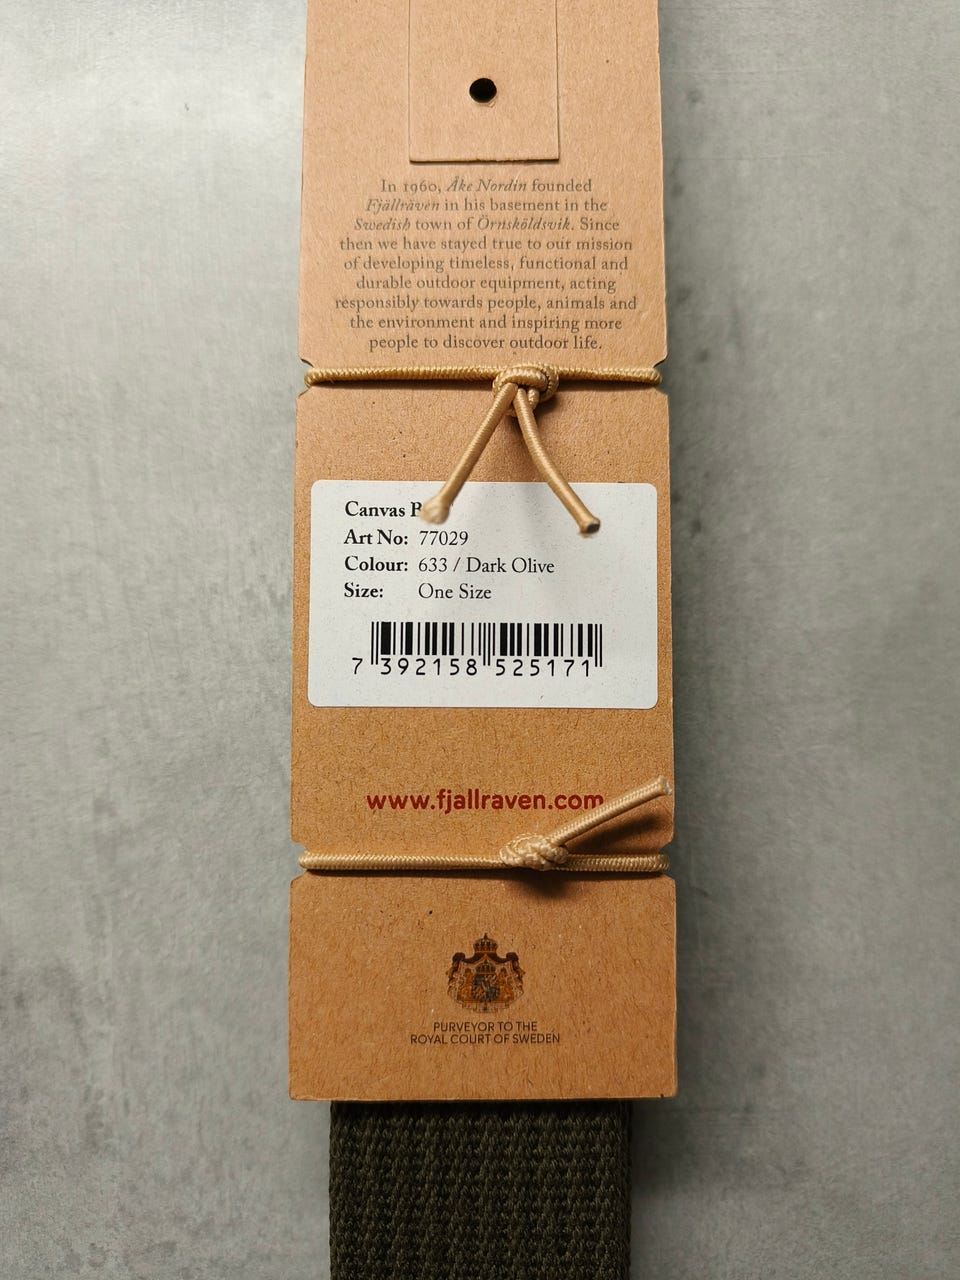 In 1960, Åke Nordin founded
Fjällräven in his basement in the
Swedish town of Örnsköldsvik. Since
then we have stayed true to our mission
of developing timeless, functional and
durable outdoor equipment, acting
responsibly towards people, animals and
the environment and inspiring more
people to discover outdoor life.
Canvas
Art No: 77029
Colour: 633 / Dark Olive
Size: One Size
7 392158 525171
www.fjallraven.com
PURVEYOR TO THE
ROYAL COURT OF SWEDEN